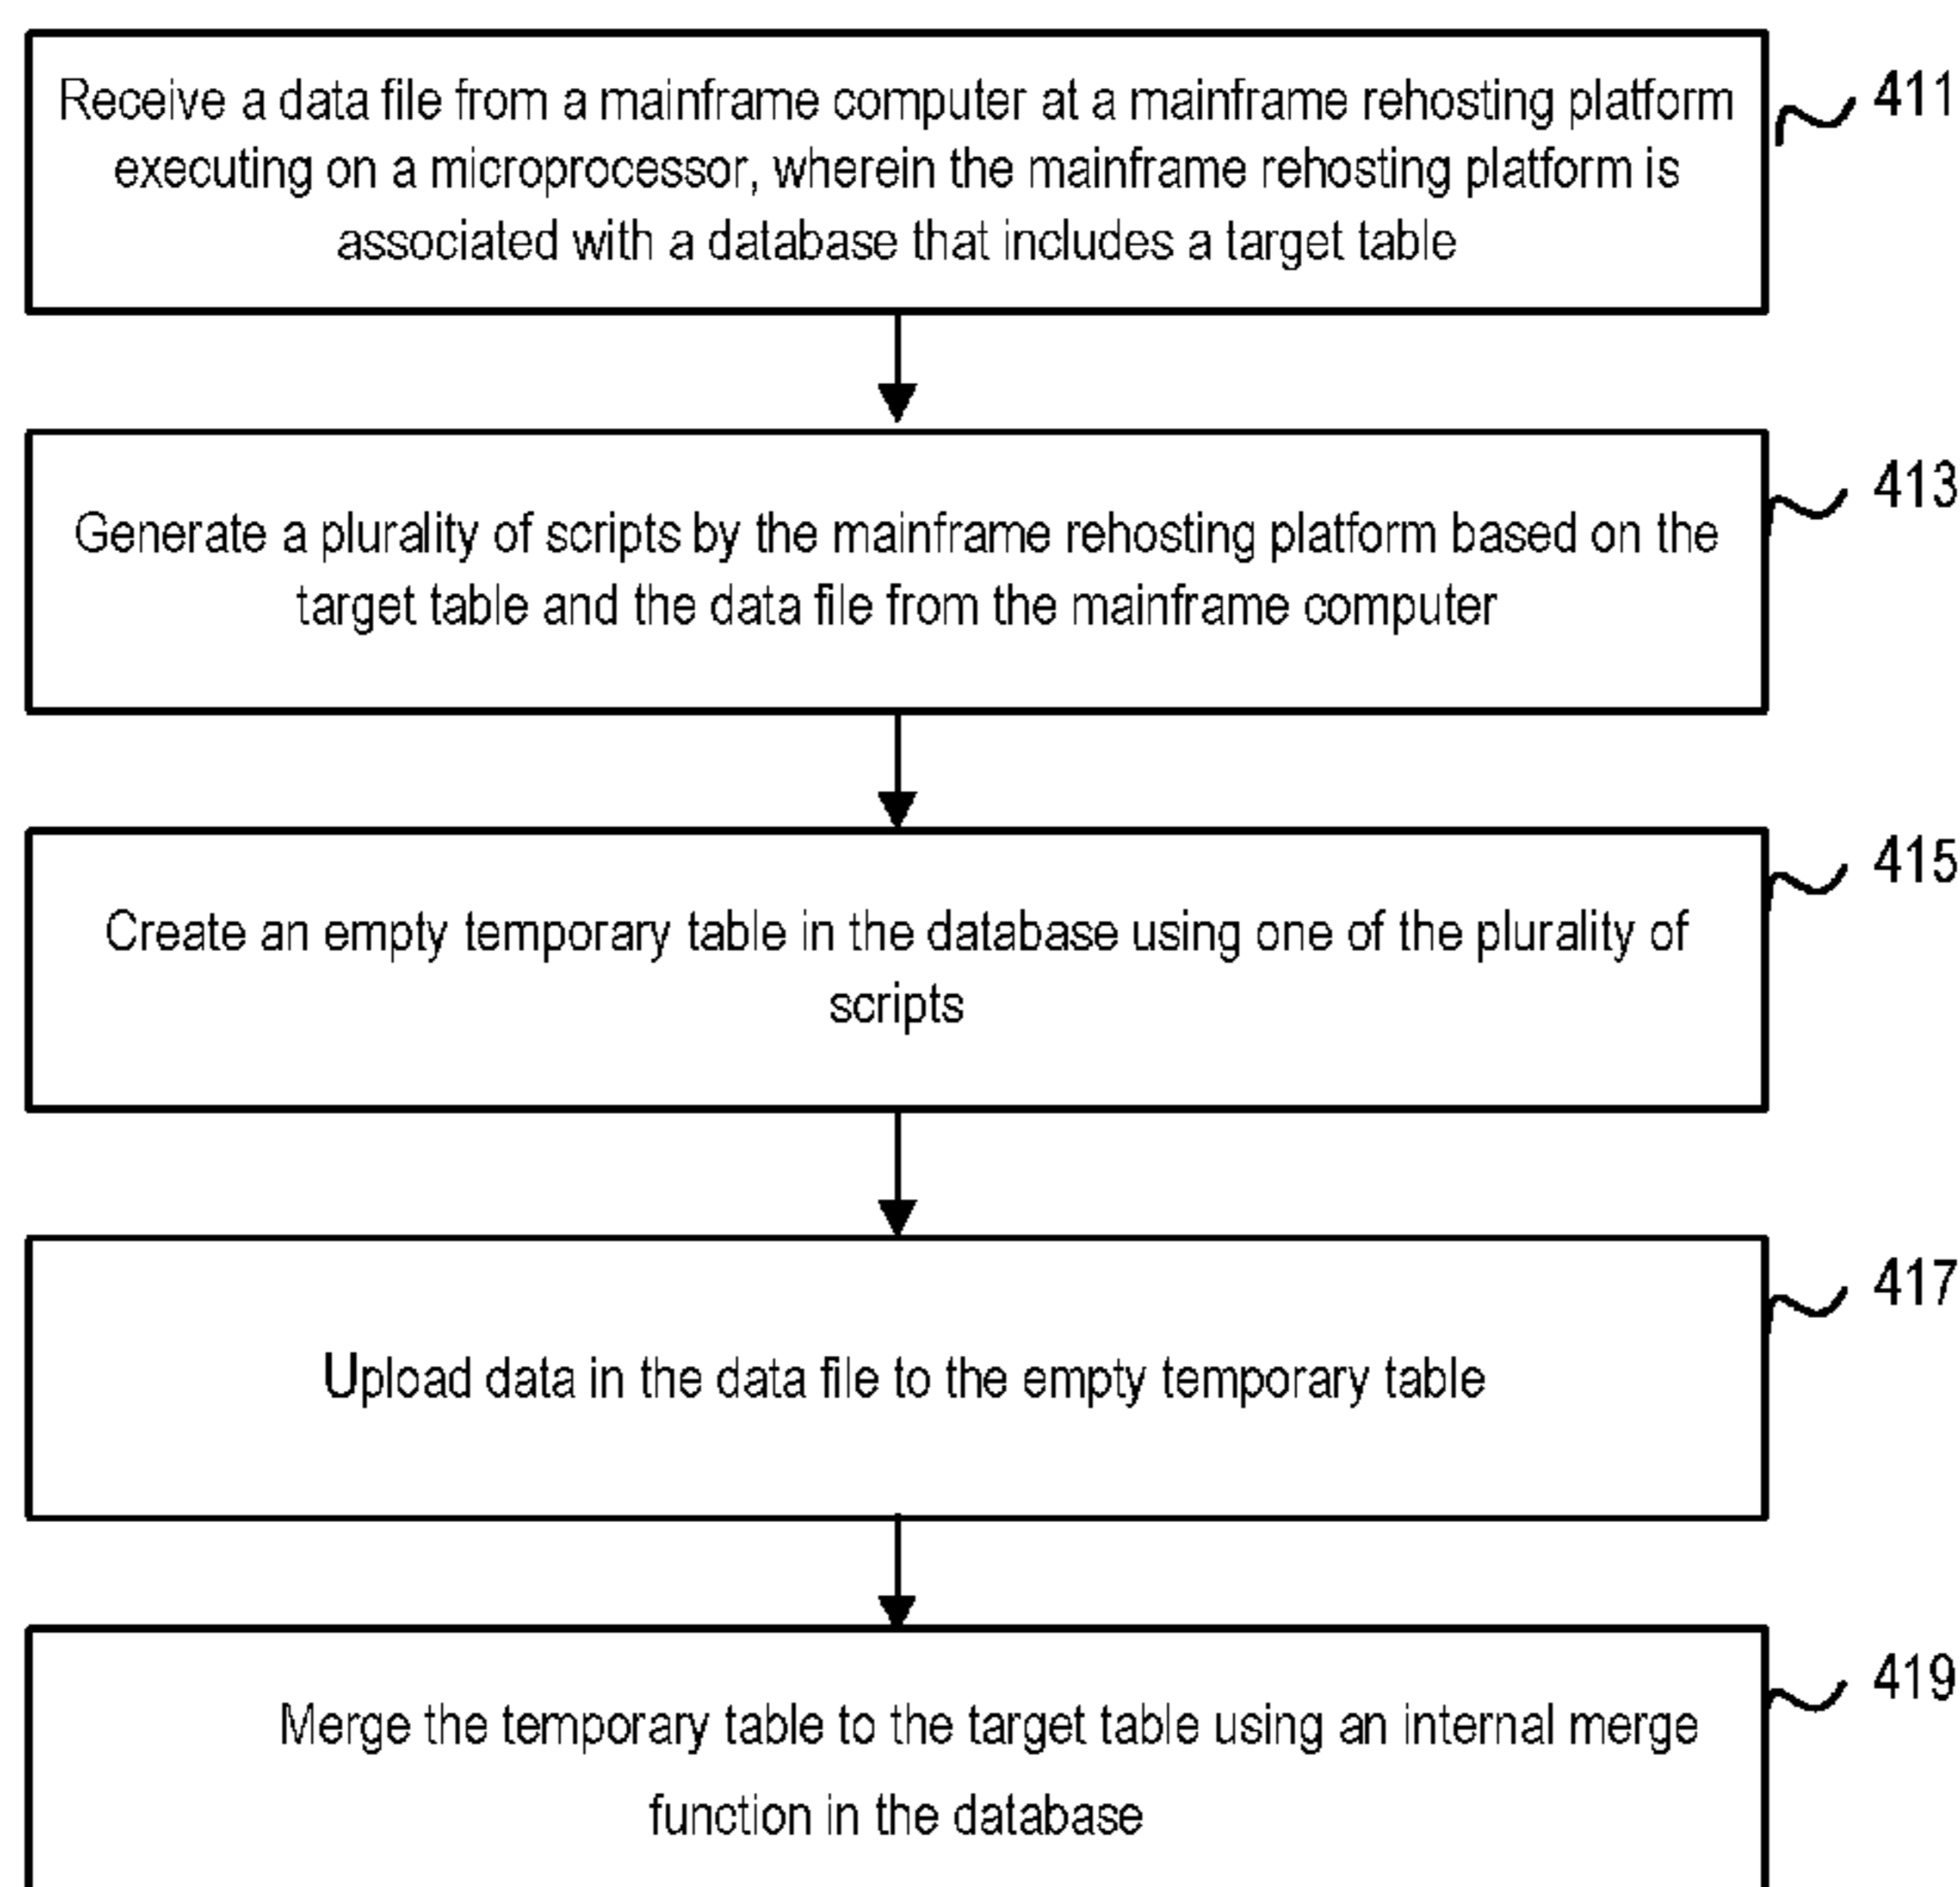 Receive a data file from a mainframe computer at a mainframe rehosting platform
executing on a microprocessor, wherein the mainframe rehosting platform is
associated with a database that includes a target table
411
Generate a plurality of scripts by the mainframe rehosting platform based on the
target table and the data file from the mainframe computer
413
Create an empty temporary table in the database using one of the plurality of
scripts
415
Upload data in the data file to the empty temporary table
417
Merge the temporary table to the target table using an internal merge
function in the database
419